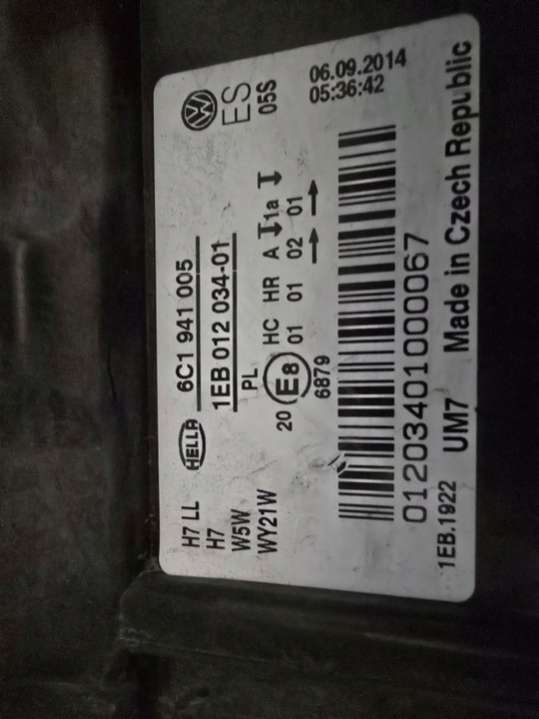 H7 LL
H7
W5W
WY21W
HELLA
6C1 941 005
1EB 012 034-01
PL
VW
ES
05S
06.09.2014
05:36:42
20
E8
6879
HC HR A 1a
01 01 02 01
01203401000067
1EB.1922
UM7
Made in Czech Republic